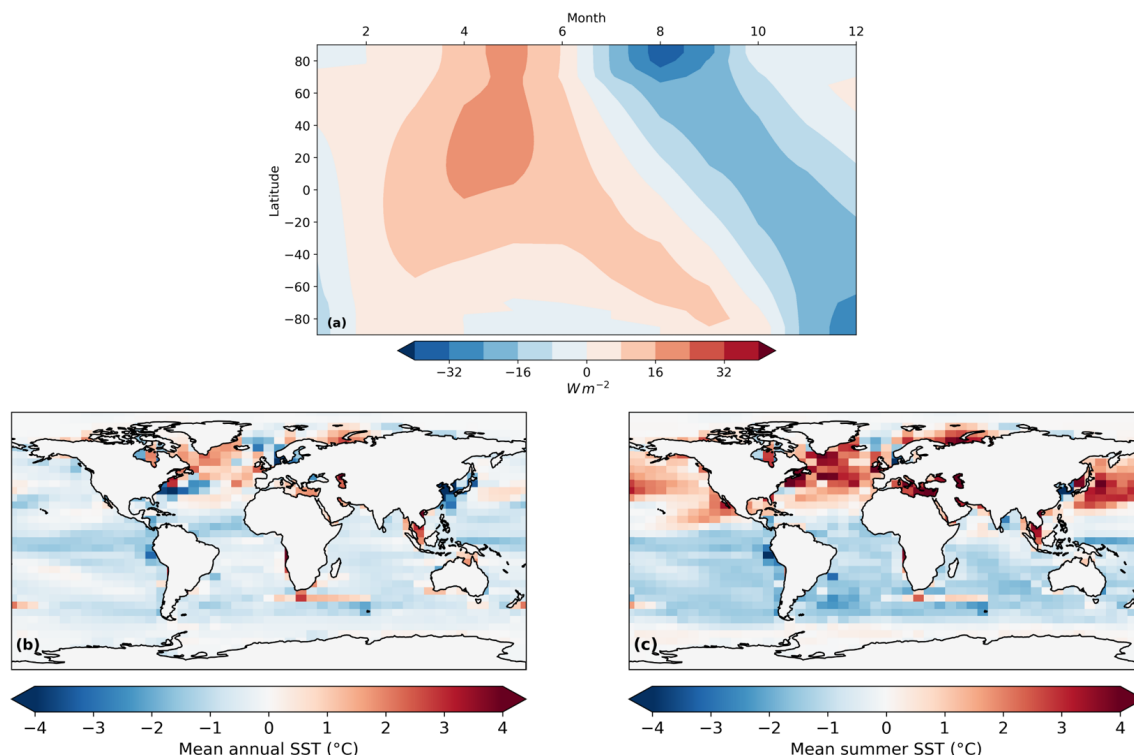 Month
2 4 6 8 10 12
80
60
40
20
0
−20
−40
−60
−80
Latitude
(a)
−32 −16 0 16 32
W m⁻²
(b)
(c)
−4 −3 −2 −1 0 1 2 3 4
Mean annual SST (°C)
−4 −3 −2 −1 0 1 2 3 4
Mean summer SST (°C)